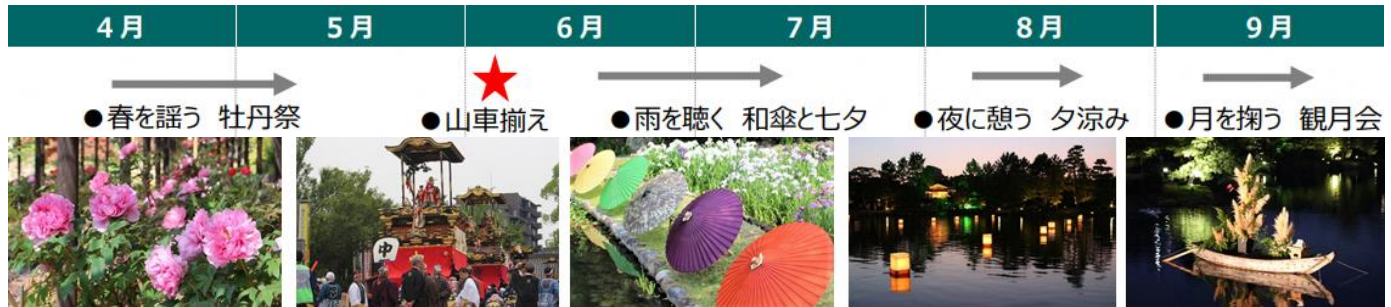 4月 5月 6月 7月 8月 9月
●春を謡う 牡丹祭 ●山車揃え ●雨を聴く 和傘と七夕 ●夜に憩う 夕涼み ●月を掬う 観月会
中